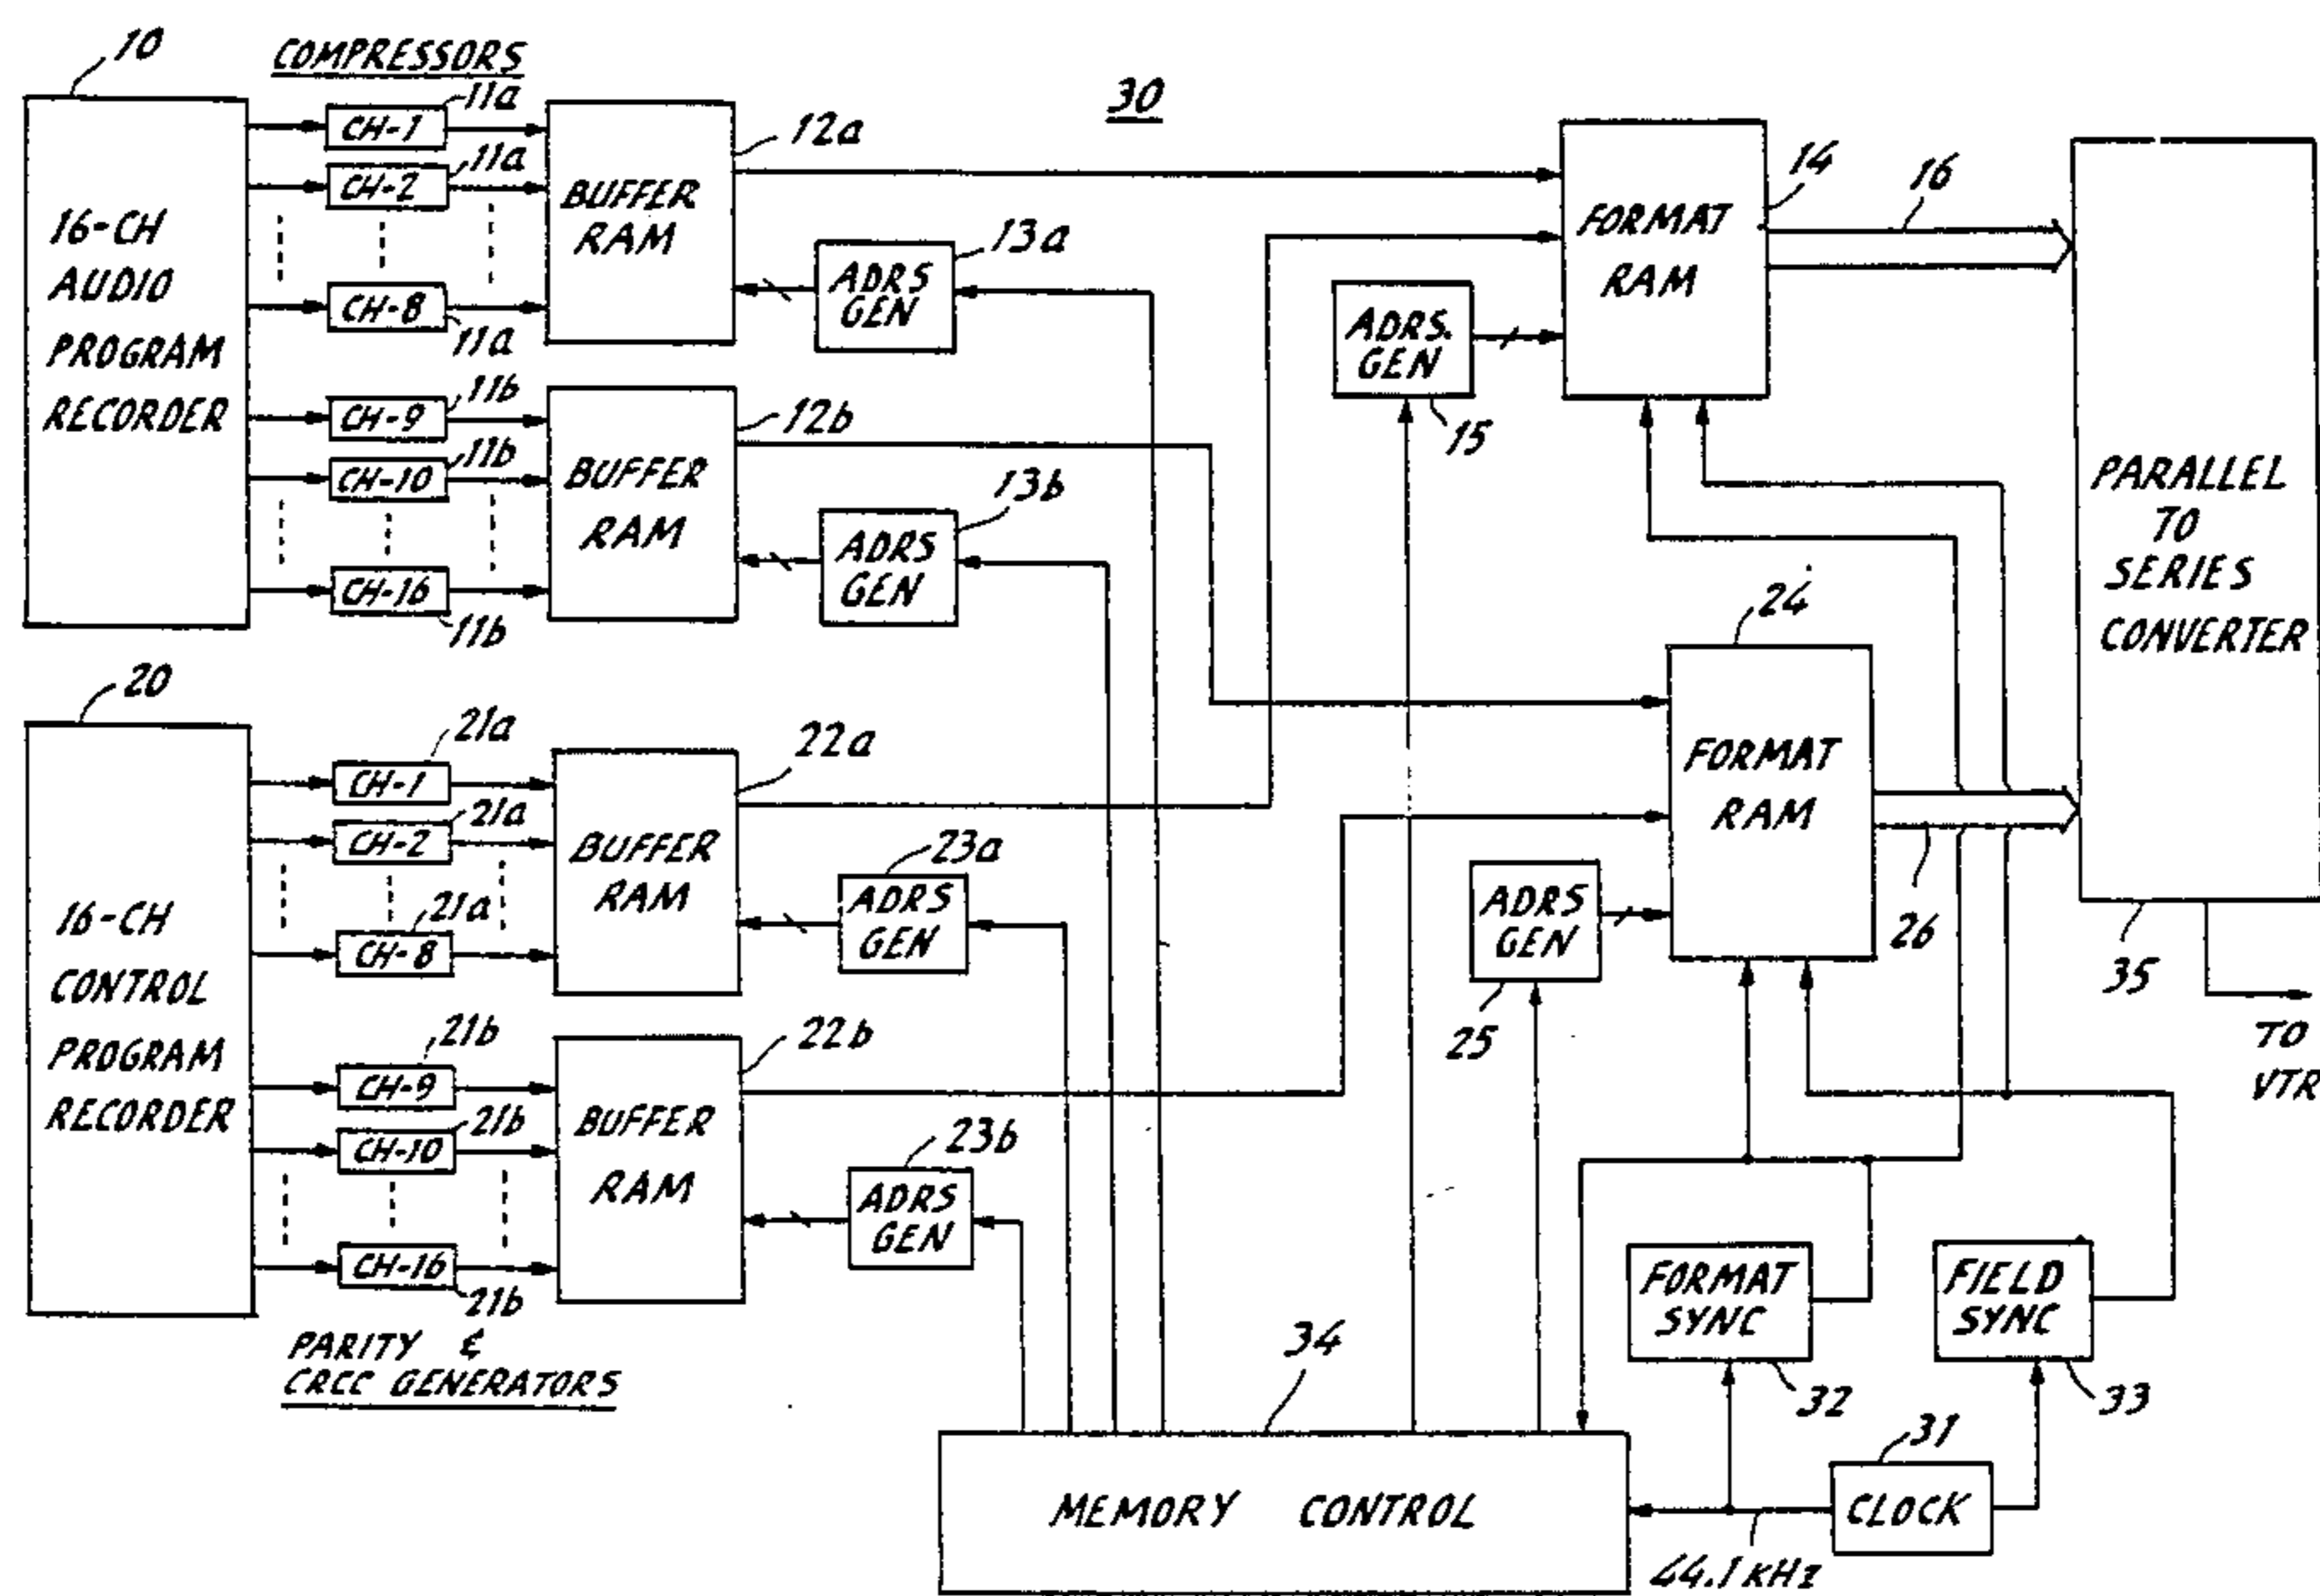 10
COMPRESSORS
30
16-CH
AUDIO
PROGRAM
RECORDER
11a
CH-1
11a
CH-2
CH-8
11a
11b
CH-9
11b
CH-10
CH-16
11b
BUFFER
RAM
12a
ADRS
GEN
13a
BUFFER
RAM
12b
ADRS
GEN
13b
FORMAT
RAM
14
16
ADRS.
GEN
15
PARALLEL
TO
SERIES
CONVERTER
35
TO
VTR
20
16-CH
CONTROL
PROGRAM
RECORDER
21a
CH-1
21a
CH-2
21a
CH-8
21b
CH-9
21b
CH-10
CH-16
21b
PARITY &
CRCC GENERATORS
BUFFER
RAM
22a
ADRS
GEN
23a
BUFFER
RAM
22b
ADRS
GEN
23b
FORMAT
RAM
24
26
ADRS
GEN
25
FORMAT
SYNC
32
FIELD
SYNC
33
34
MEMORY CONTROL
31
CLOCK
44.1 KHz